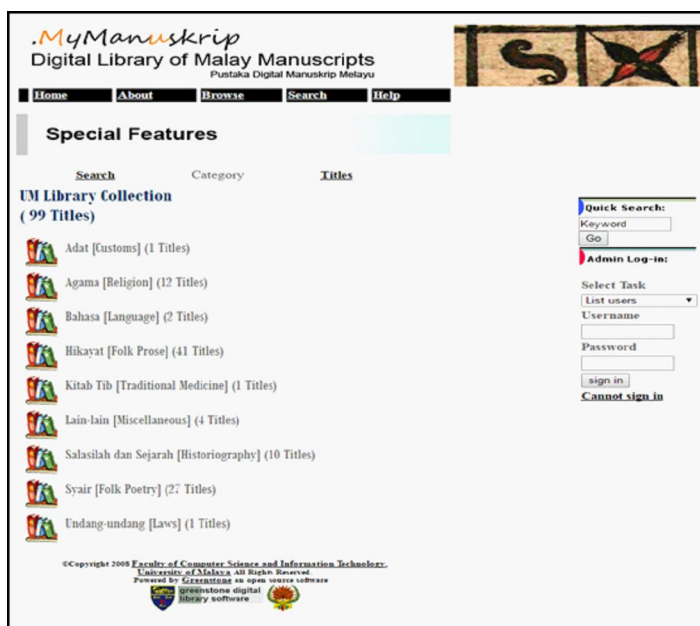 .MyManuskrip
Digital Library of Malay Manuscripts
Pustaka Digital Manuskrip Melayu
Home About Browse Search Help
Special Features
Search Category Titles
UM Library Collection
( 99 Titles)
Adat [Customs] (1 Titles)
Agama [Religion] (12 Titles)
Bahasa [Language] (2 Titles)
Hikayat [Folk Prose] (41 Titles)
Kitab Tib [Traditional Medicine] (1 Titles)
Lain-lain [Miscellaneous] (4 Titles)
Salasilah dan Sejarah [Historiography] (10 Titles)
Syair [Folk Poetry] (27 Titles)
Undang-undang [Laws] (1 Titles)
Quick Search:
Keyword
Go
Admin Log-in:
Select Task
List users
Username
Password
sign in
Cannot sign in
©Copyright 2008 Faculty of Computer Science and Information Technology,
University of Malaya All Rights Reserved.
Powered by Greenstone an open source software
greenstone digital
library software